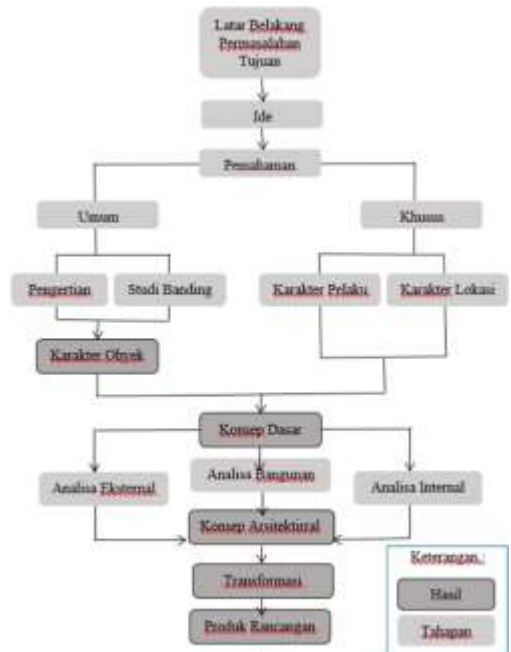 Latar Belakang
Permasalahan
Tujuan
Ide
Pemahaman
Umum
Khusus
Pengertian
Studi Banding
Karakter Pelaku
Karakter Lokasi
Karakter Obyek
Konsep Dasar
Analisa Eksternal
Analisa Bangunan
Analisa Internal
Konsep Arsitektural
Transformasi
Produk Rancangan
Keterangan :
Hasil
Tahapan